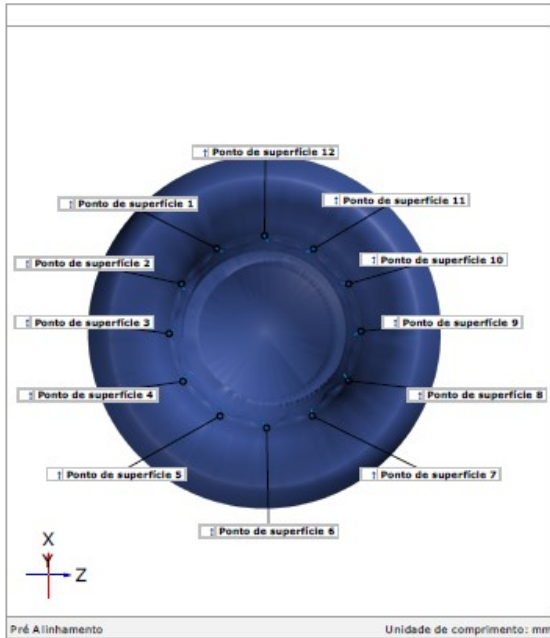 Ponto de superfície 12
Ponto de superfície 1
Ponto de superfície 11
Ponto de superfície 2
Ponto de superfície 10
Ponto de superfície 3
Ponto de superfície 9
Ponto de superfície 4
Ponto de superfície 8
Ponto de superfície 5
Ponto de superfície 7
Ponto de superfície 6
X
Y
Z
Pré Alinhamento
Unidade de comprimento: mm